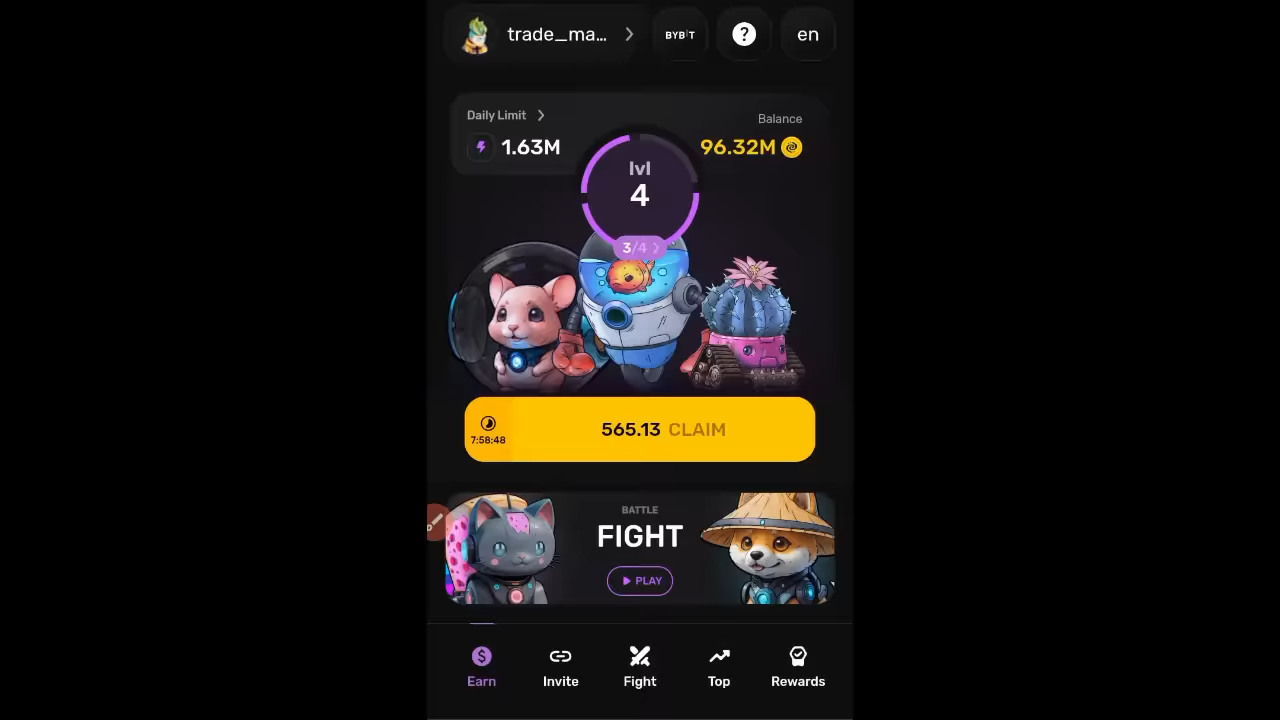 trade_ma...
BYBIT
?
en
Daily Limit
Balance
1.63M
96.32M
lvl
4
3/4
7:58:48
565.13 CLAIM
BATTLE
FIGHT
PLAY
Earn
Invite
Fight
Top
Rewards